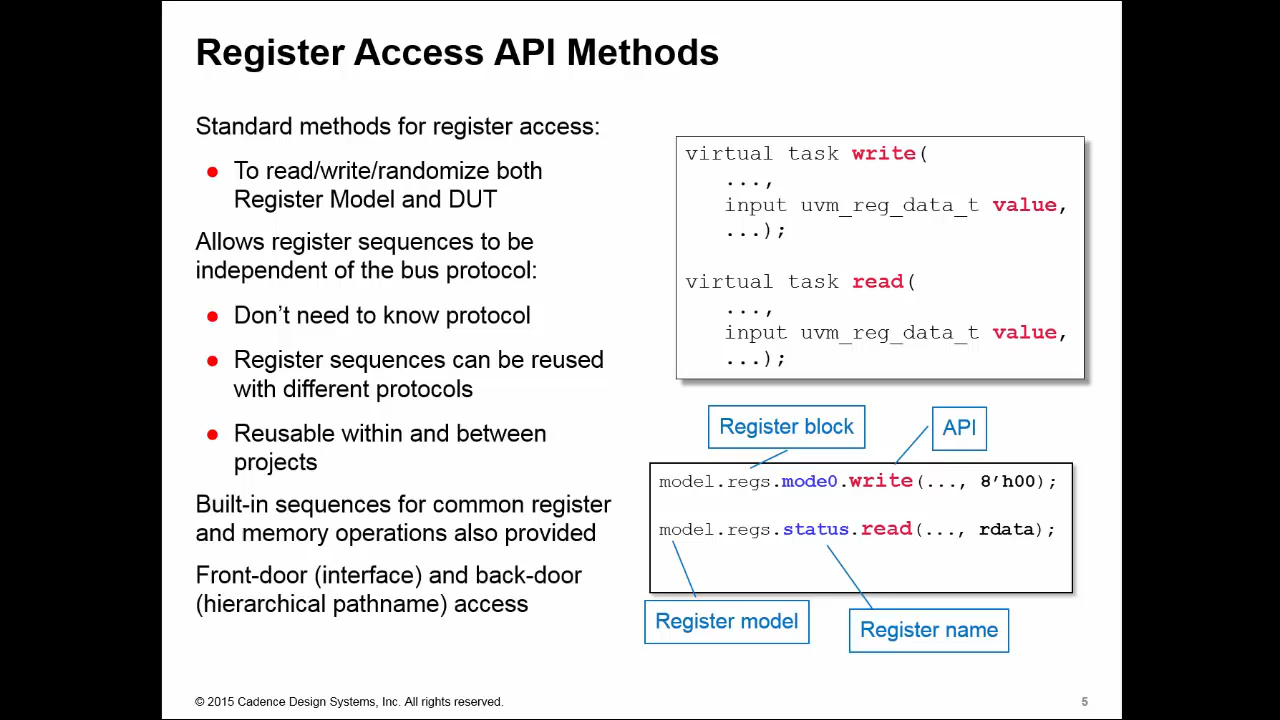 Register Access API Methods
Standard methods for register access:
● To read/write/randomize both
Register Model and DUT
Allows register sequences to be
independent of the bus protocol:
● Don't need to know protocol
● Register sequences can be reused
with different protocols
● Reusable within and between
projects
Built-in sequences for common register
and memory operations also provided
Front-door (interface) and back-door
(hierarchical pathname) access
virtual task write(
...,
input uvm_reg_data_t value,
...);
virtual task read(
...,
input uvm_reg_data_t value,
...);
Register block
API
model.regs.mode0.write(..., 8'h00);
model.regs.status.read(..., rdata);
Register model
Register name
© 2015 Cadence Design Systems, Inc. All rights reserved.
5